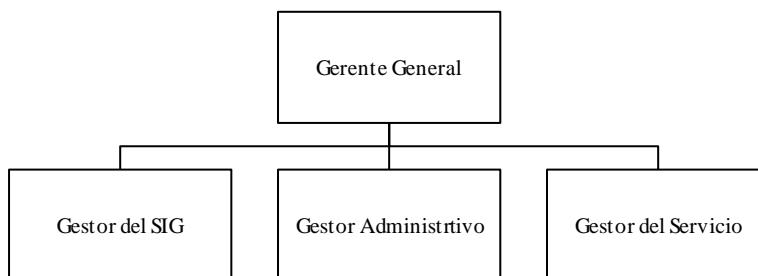 Gerente General
Gestor del SIG
Gestor Administrtivo
Gestor del Servicio